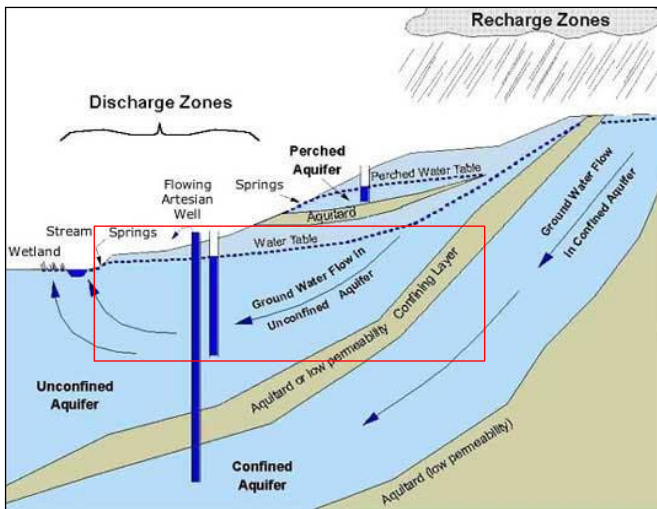 Recharge Zones
Discharge Zones
Perched
Aquifer
Perched Water Table
Flowing
Artesian
Well
Springs
Aquitard
Stream
Springs
Wetland
Water Table
Ground Water Flow
In Confined Aquifer
Ground Water Flow In
Unconfined Aquifer
Aquitard or low permeability Confining Layer
Unconfined
Aquifer
Confined
Aquifer
Aquitard (low permeability)